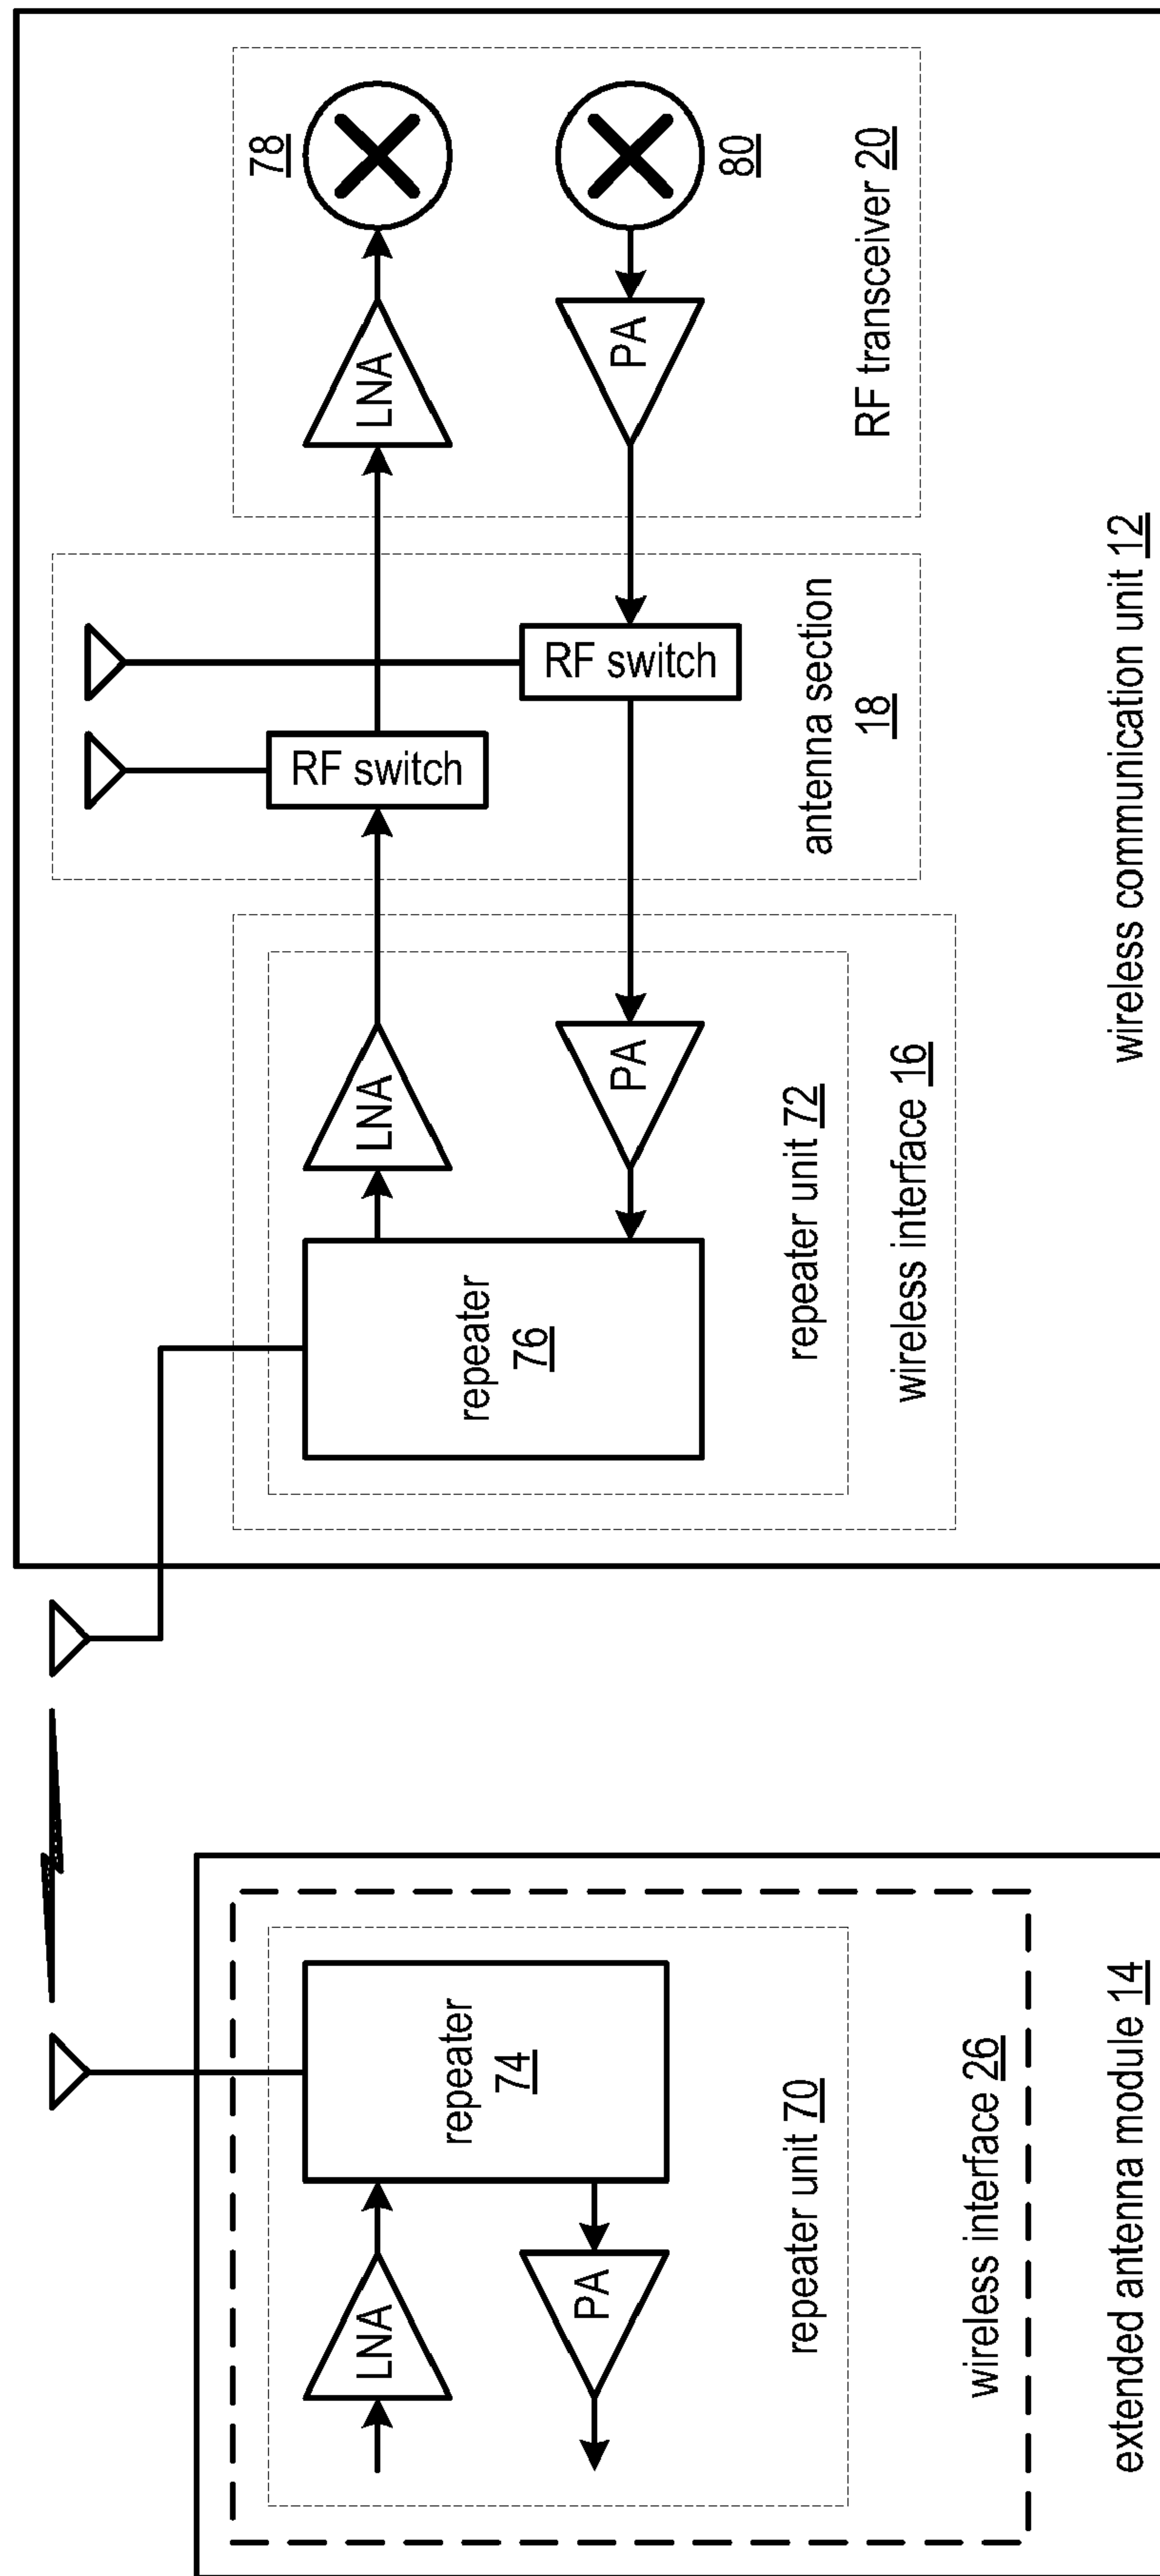 LNA
PA
repeater
74
repeater unit 70
wireless interface 26
extended antenna module 14
repeater
76
LNA
PA
repeater unit 72
wireless interface 16
RF switch
RF switch
antenna section
18
LNA
PA
78
80
RF transceiver 20
wireless communication unit 12